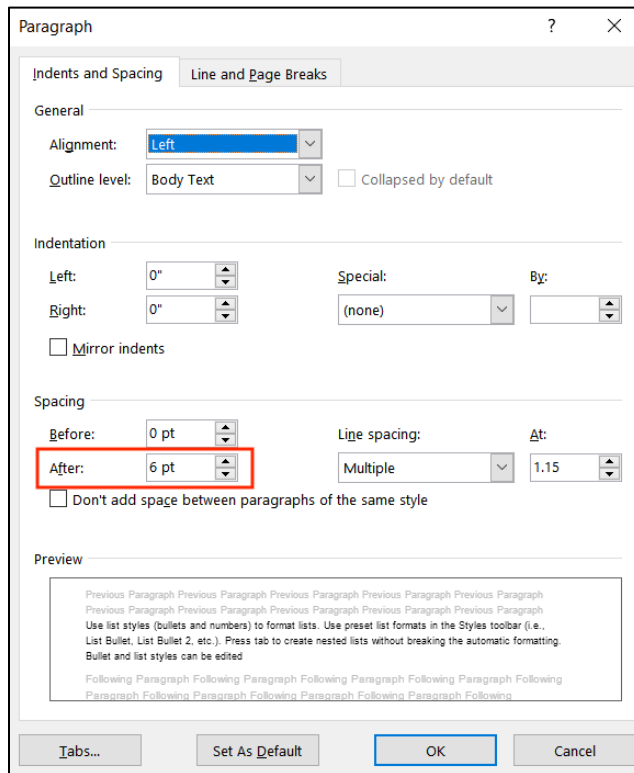 Paragraph ? ×
Indents and Spacing Line and Page Breaks
General
Alignment: Left
Outline level: Body Text Collapsed by default
Indentation
Left: 0" Special: By:
Right: 0" (none)
Mirror indents
Spacing
Before: 0 pt Line spacing: At:
After: 6 pt Multiple 1.15
Don't add space between paragraphs of the same style
Preview
Previous Paragraph Previous Paragraph Previous Paragraph Previous Paragraph Previous Paragraph
Previous Paragraph Previous Paragraph Previous Paragraph Previous Paragraph Previous Paragraph
Use list styles (bullets and numbers) to format lists. Use preset list formats in the Styles toolbar (i.e.,
List Bullet, List Bullet 2, etc.). Press tab to create nested lists without breaking the automatic formatting.
Bullet and list styles can be edited
Following Paragraph Following Paragraph Following Paragraph Following Paragraph Following
Paragraph Following Paragraph Following Paragraph Following Paragraph Following
Tabs... Set As Default OK Cancel